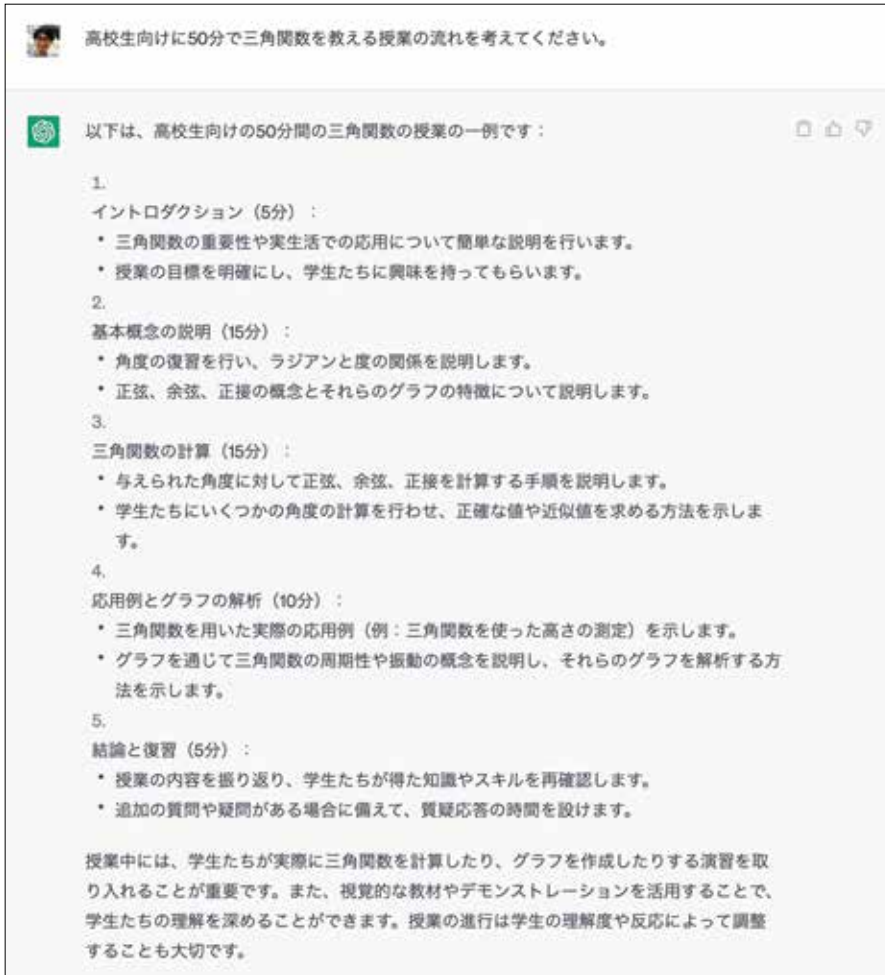 高校生向けに50分で三角関数を教える授業の流れを考えてください。
以下は、高校生向けの50分間の三角関数の授業の一例です：
1.
イントロダクション（5分）：
• 三角関数の重要性や実生活での応用について簡単な説明を行います。
• 授業の目標を明確にし、学生たちに興味を持ってもらいます。
2.
基本概念の説明（15分）：
• 角度の復習を行い、ラジアンと度の関係を説明します。
• 正弦、余弦、正接の概念とそれらのグラフの特徴について説明します。
3.
三角関数の計算（15分）：
• 与えられた角度に対して正弦、余弦、正接を計算する手順を説明します。
• 学生たちにいくつかの角度の計算を行わせ、正確な値や近似値を求める方法を示しま
す。
4.
応用例とグラフの解析（10分）：
• 三角関数を用いた実際の応用例（例：三角関数を使った高さの測定）を示します。
• グラフを通じて三角関数の周期性や振動の概念を説明し、それらのグラフを解析する方
法を示します。
5.
結論と復習（5分）：
• 授業の内容を振り返り、学生たちが得た知識やスキルを再確認します。
• 追加の質問や疑問がある場合に備えて、質疑応答の時間を設けます。
授業中には、学生たちが実際に三角関数を計算したり、グラフを作成したりする演習を取
り入れることが重要です。また、視覚的な教材やデモンストレーションを活用することで、
学生たちの理解を深めることができます。授業の進行は学生の理解度や反応によって調整
することも大切です。